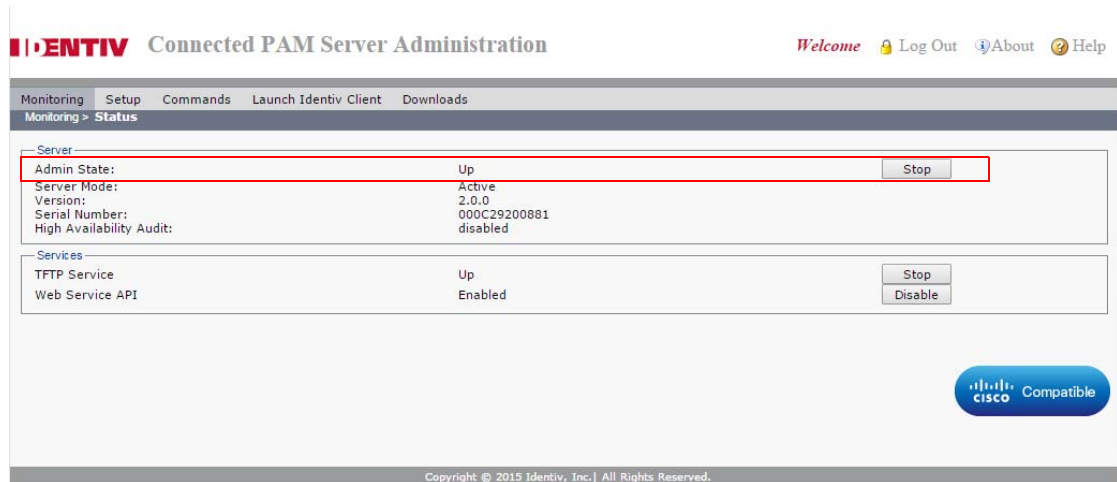 IDENTIV Connected PAM Server Administration Welcome Log Out About Help
Monitoring Setup Commands Launch Identiv Client Downloads
Monitoring > Status
Server
Admin State: Up Stop
Server Mode: Active
Version: 2.0.0
Serial Number: 000C29200881
High Availability Audit: disabled
Services
TFTP Service Up Stop
Web Service API Enabled Disable
CISCO Compatible
Copyright © 2015 Identiv, Inc.| All Rights Reserved.